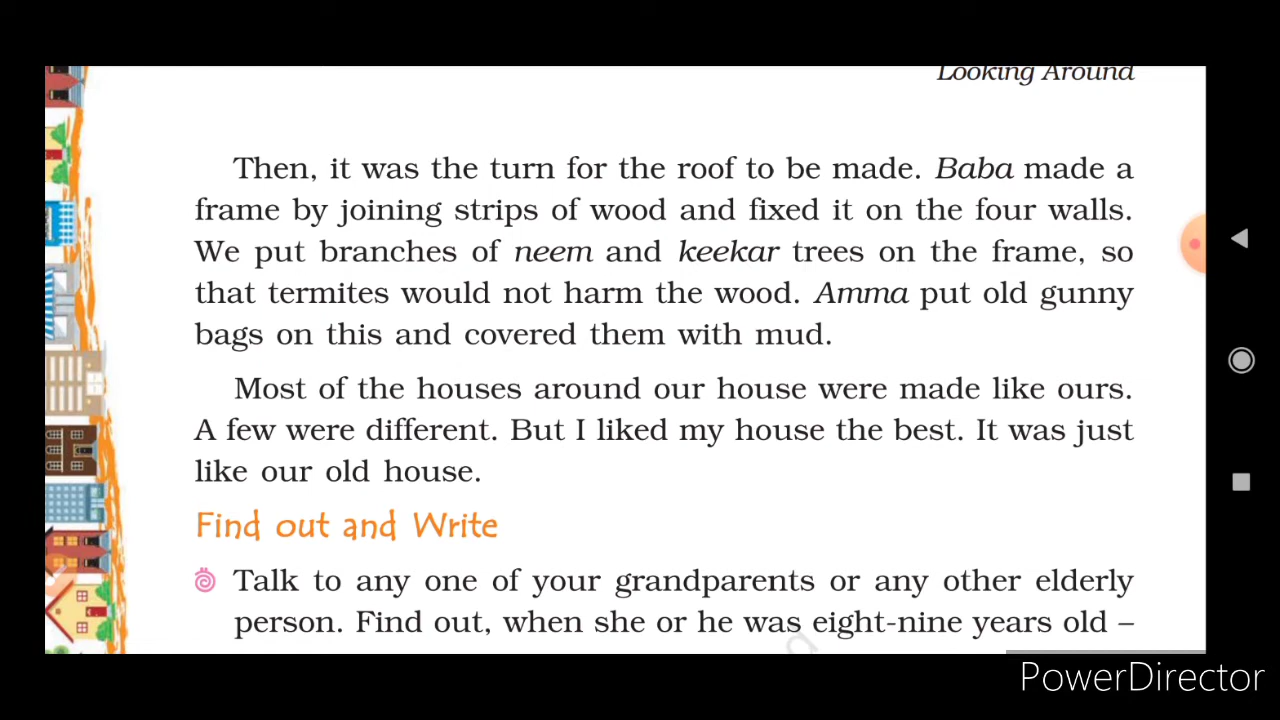 Looking Around
Then, it was the turn for the roof to be made. Baba made a
frame by joining strips of wood and fixed it on the four walls.
We put branches of neem and keekar trees on the frame, so
that termites would not harm the wood. Amma put old gunny
bags on this and covered them with mud.
Most of the houses around our house were made like ours.
A few were different. But I liked my house the best. It was just
like our old house.
Find out and Write
Talk to any one of your grandparents or any other elderly
person. Find out, when she or he was eight-nine years old –
PowerDirector